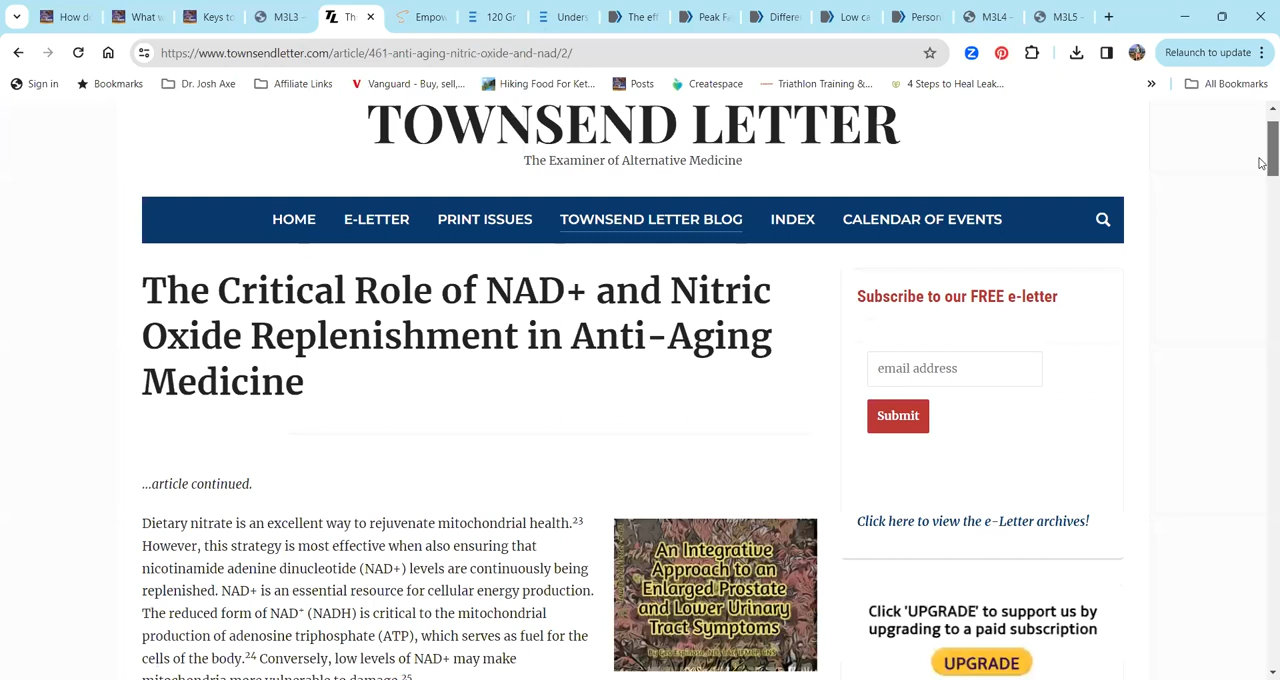 How d
What v
Keys to
M3L3 -
Th
Empow
120 Gr
Unders
The eff
Peak Fe
Differe
Low ca
Person
M3L4 -
M3L5 -
https://www.townsendletter.com/article/461-anti-aging-nitric-oxide-and-nad/2/
Relaunch to update
Sign in
Bookmarks
Dr. Josh Axe
Affiliate Links
Vanguard - Buy, sell,...
Hiking Food For Ket...
Posts
Createspace
Triathlon Training &...
4 Steps to Heal Leak...
All Bookmarks
TOWNSEND LETTER
The Examiner of Alternative Medicine
HOME
E-LETTER
PRINT ISSUES
TOWNSEND LETTER BLOG
INDEX
CALENDAR OF EVENTS
The Critical Role of NAD+ and Nitric
Oxide Replenishment in Anti-Aging
Medicine
...article continued.
Dietary nitrate is an excellent way to rejuvenate mitochondrial health.23
However, this strategy is most effective when also ensuring that
nicotinamide adenine dinucleotide (NAD+) levels are continuously being
replenished. NAD+ is an essential resource for cellular energy production.
The reduced form of NAD+ (NADH) is critical to the mitochondrial
production of adenosine triphosphate (ATP), which serves as fuel for the
cells of the body.24 Conversely, low levels of NAD+ may make
mitochondria more vulnerable to damage.25
An Integrative
Approach to an
Enlarged Prostate
and Lower Urinary
Tract Symptoms
Subscribe to our FREE e-letter
email address
Submit
Click here to view the e-Letter archives!
Click 'UPGRADE' to support us by
upgrading to a paid subscription
UPGRADE